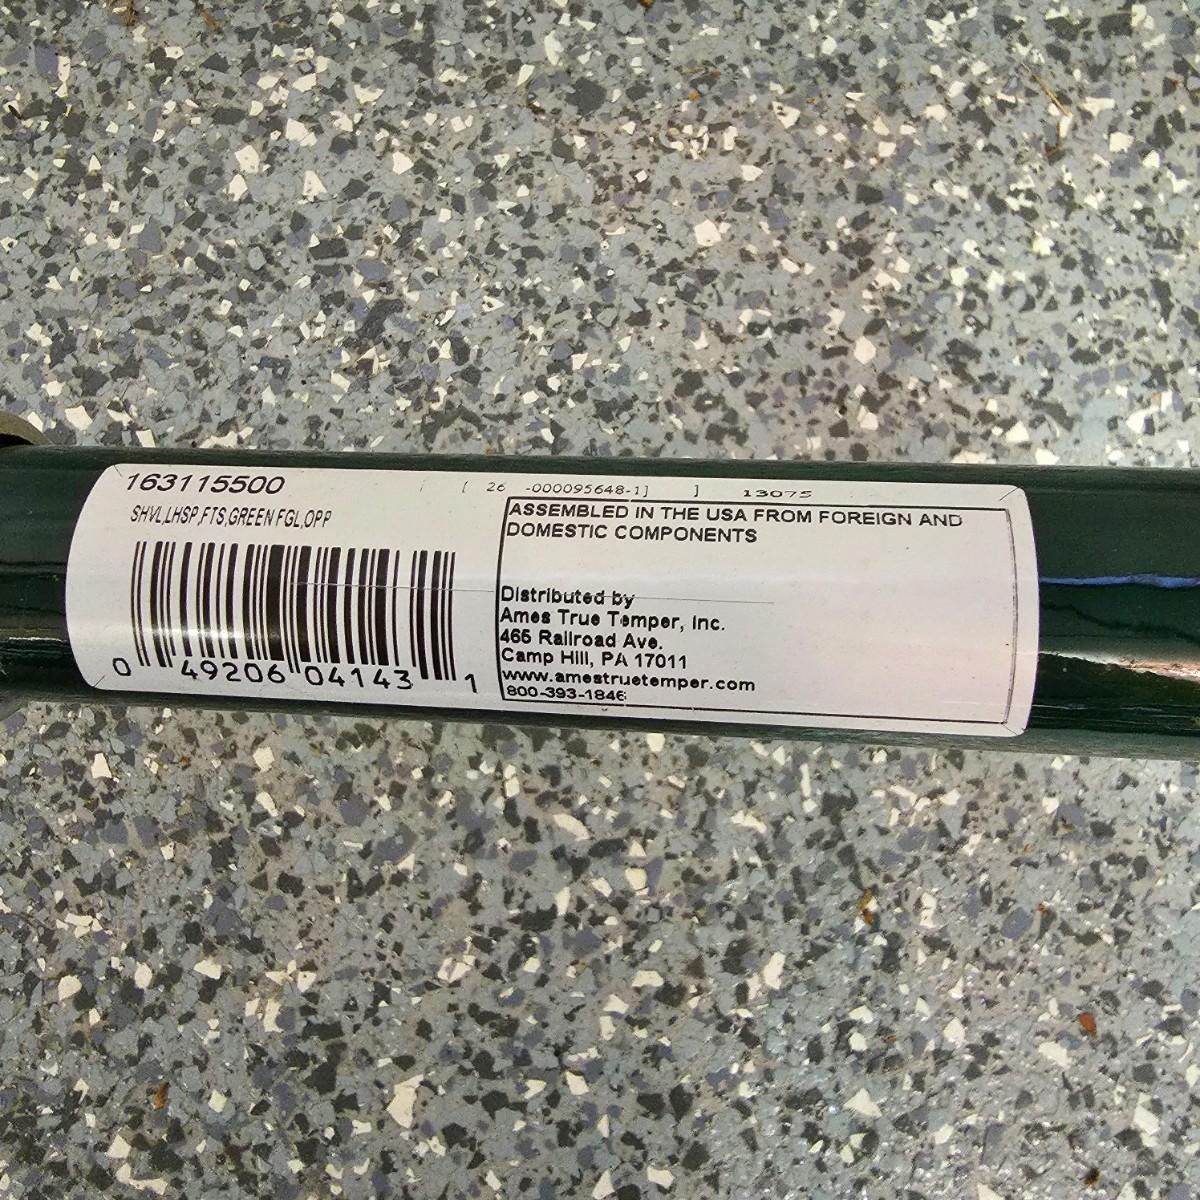 163115500
[ 26 -000095648-1] ] 13075
SHVL,LHSP,FTS,GREEN FGL,OPP
ASSEMBLED IN THE USA FROM FOREIGN AND
DOMESTIC COMPONENTS
Distributed by
Ames True Temper, Inc.
465 Railroad Ave.
Camp Hill, PA 17011
www.amestruetemper.com
800-393-1846
0 49206 04143 1